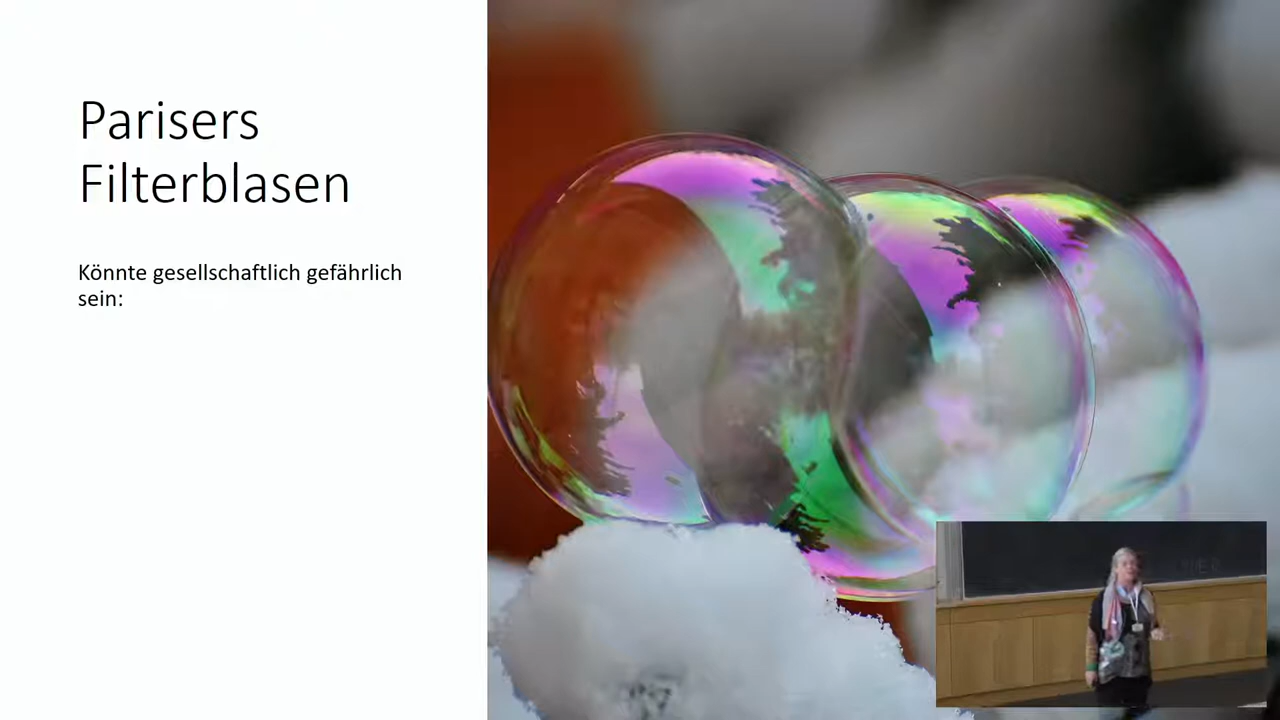 Parisers
Filterblasen
Könnte gesellschaftlich gefährlich
sein: